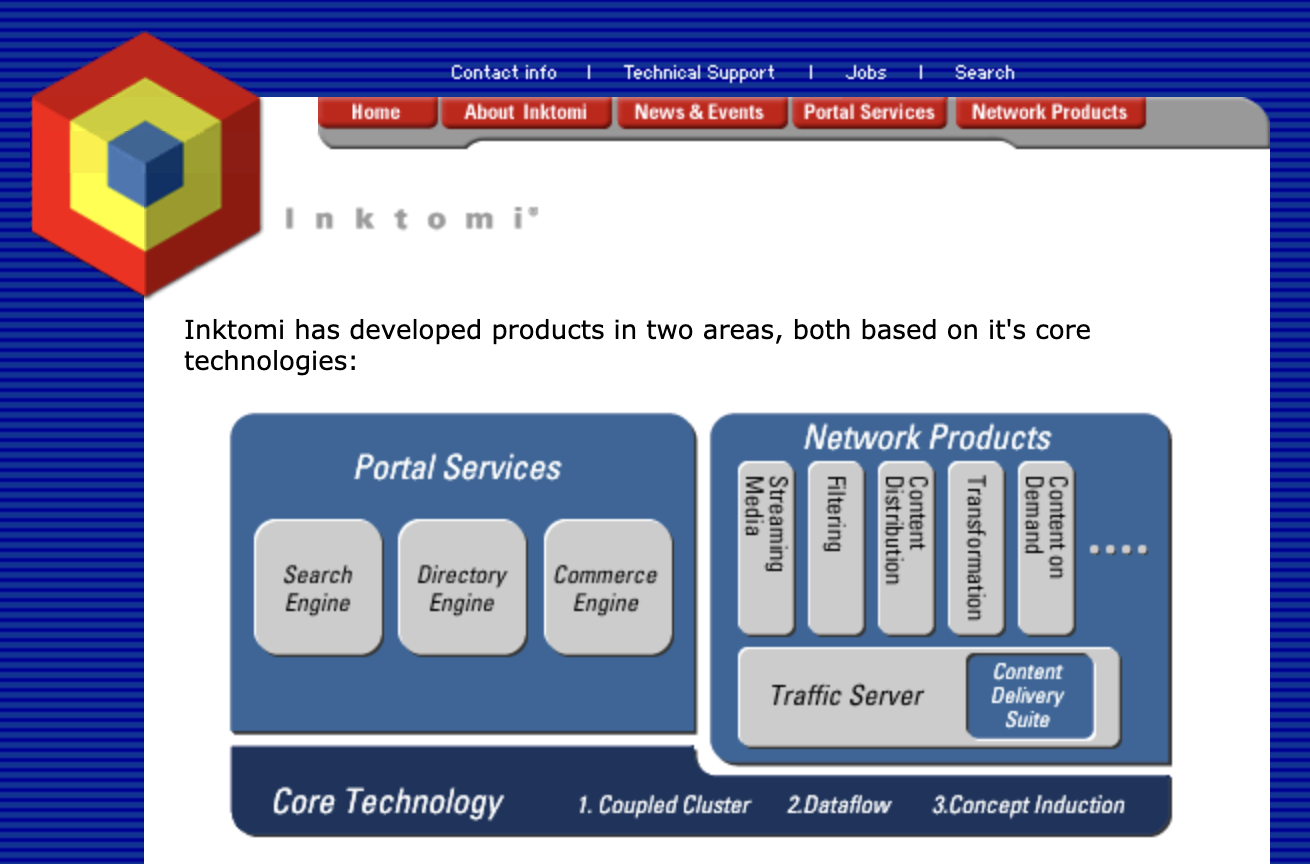 Contact info | Technical Support | Jobs | Search
Home About Inktomi News & Events Portal Services Network Products
Inktomi®
Inktomi has developed products in two areas, both based on it's core
technologies:
Portal Services
Search
Engine
Directory
Engine
Commerce
Engine
Network Products
Streaming
Media
Filtering
Content
Distribution
Transformation
Content on
Demand
....
Traffic Server
Content
Delivery
Suite
Core Technology 1. Coupled Cluster 2.Dataflow 3.Concept Induction